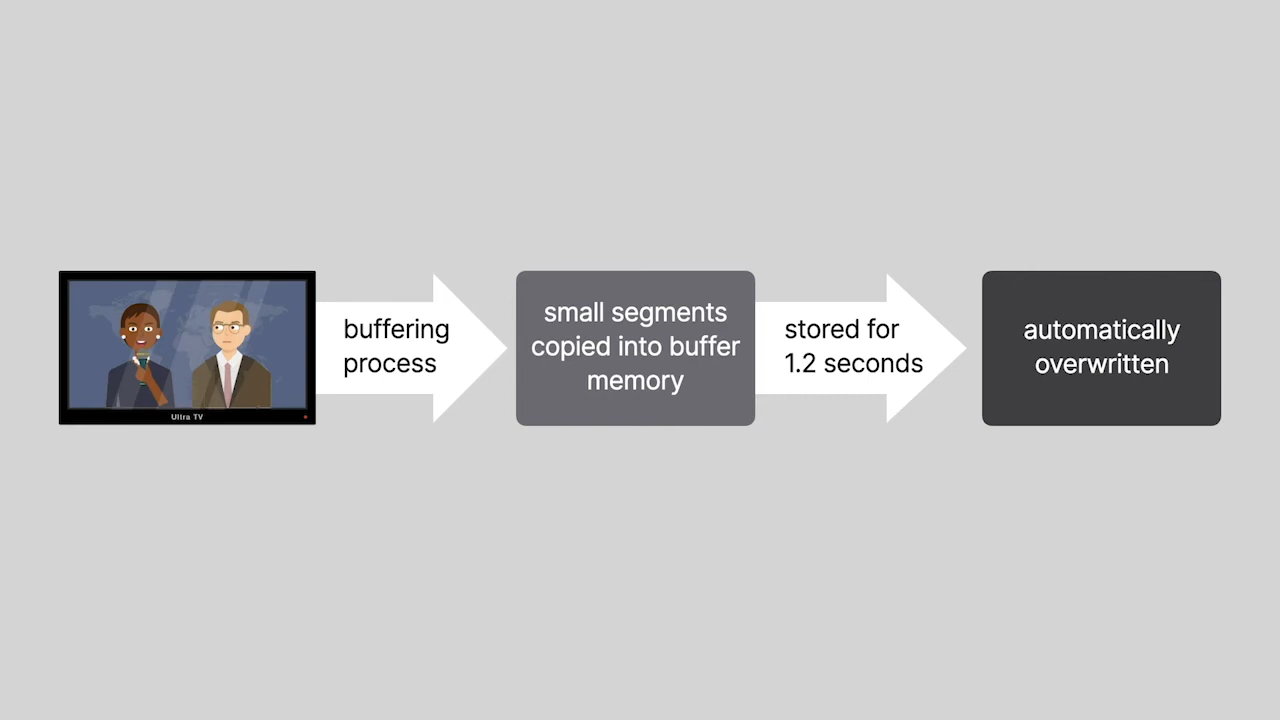 Ultra TV
buffering
process
small segments
copied into buffer
memory
stored for
1.2 seconds
automatically
overwritten